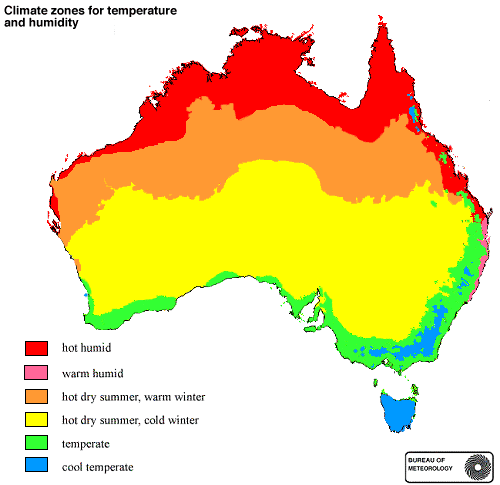 Climate zones for temperature
and humidity
hot humid
warm humid
hot dry summer, warm winter
hot dry summer, cold winter
temperate
cool temperate
BUREAU OF
METEOROLOGY